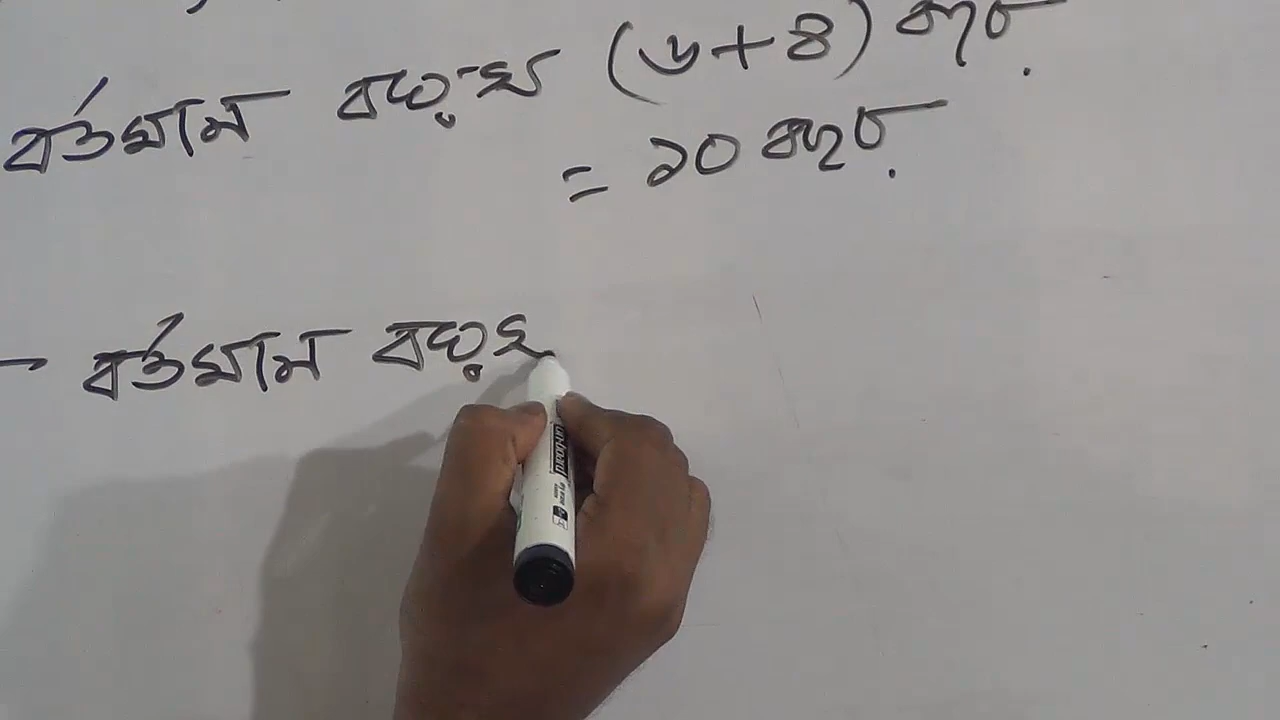 বর্তমান বয়স (৬+৪) বছর
= ১০ বছর
- বর্তমান বয়স